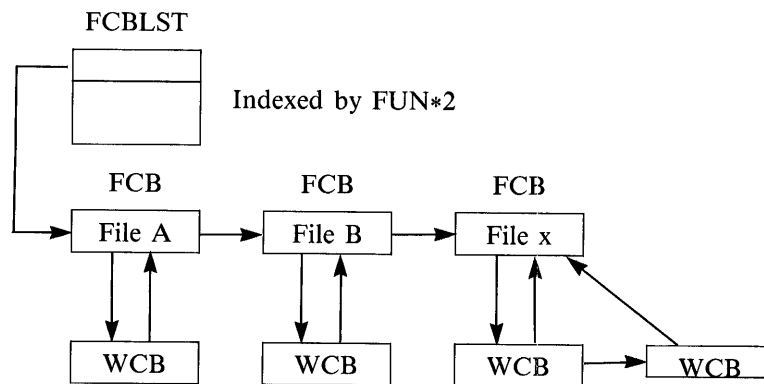 FCBLST
Indexed by FUN*2
FCB FCB FCB
File A File B File x
WCB WCB WCB WCB